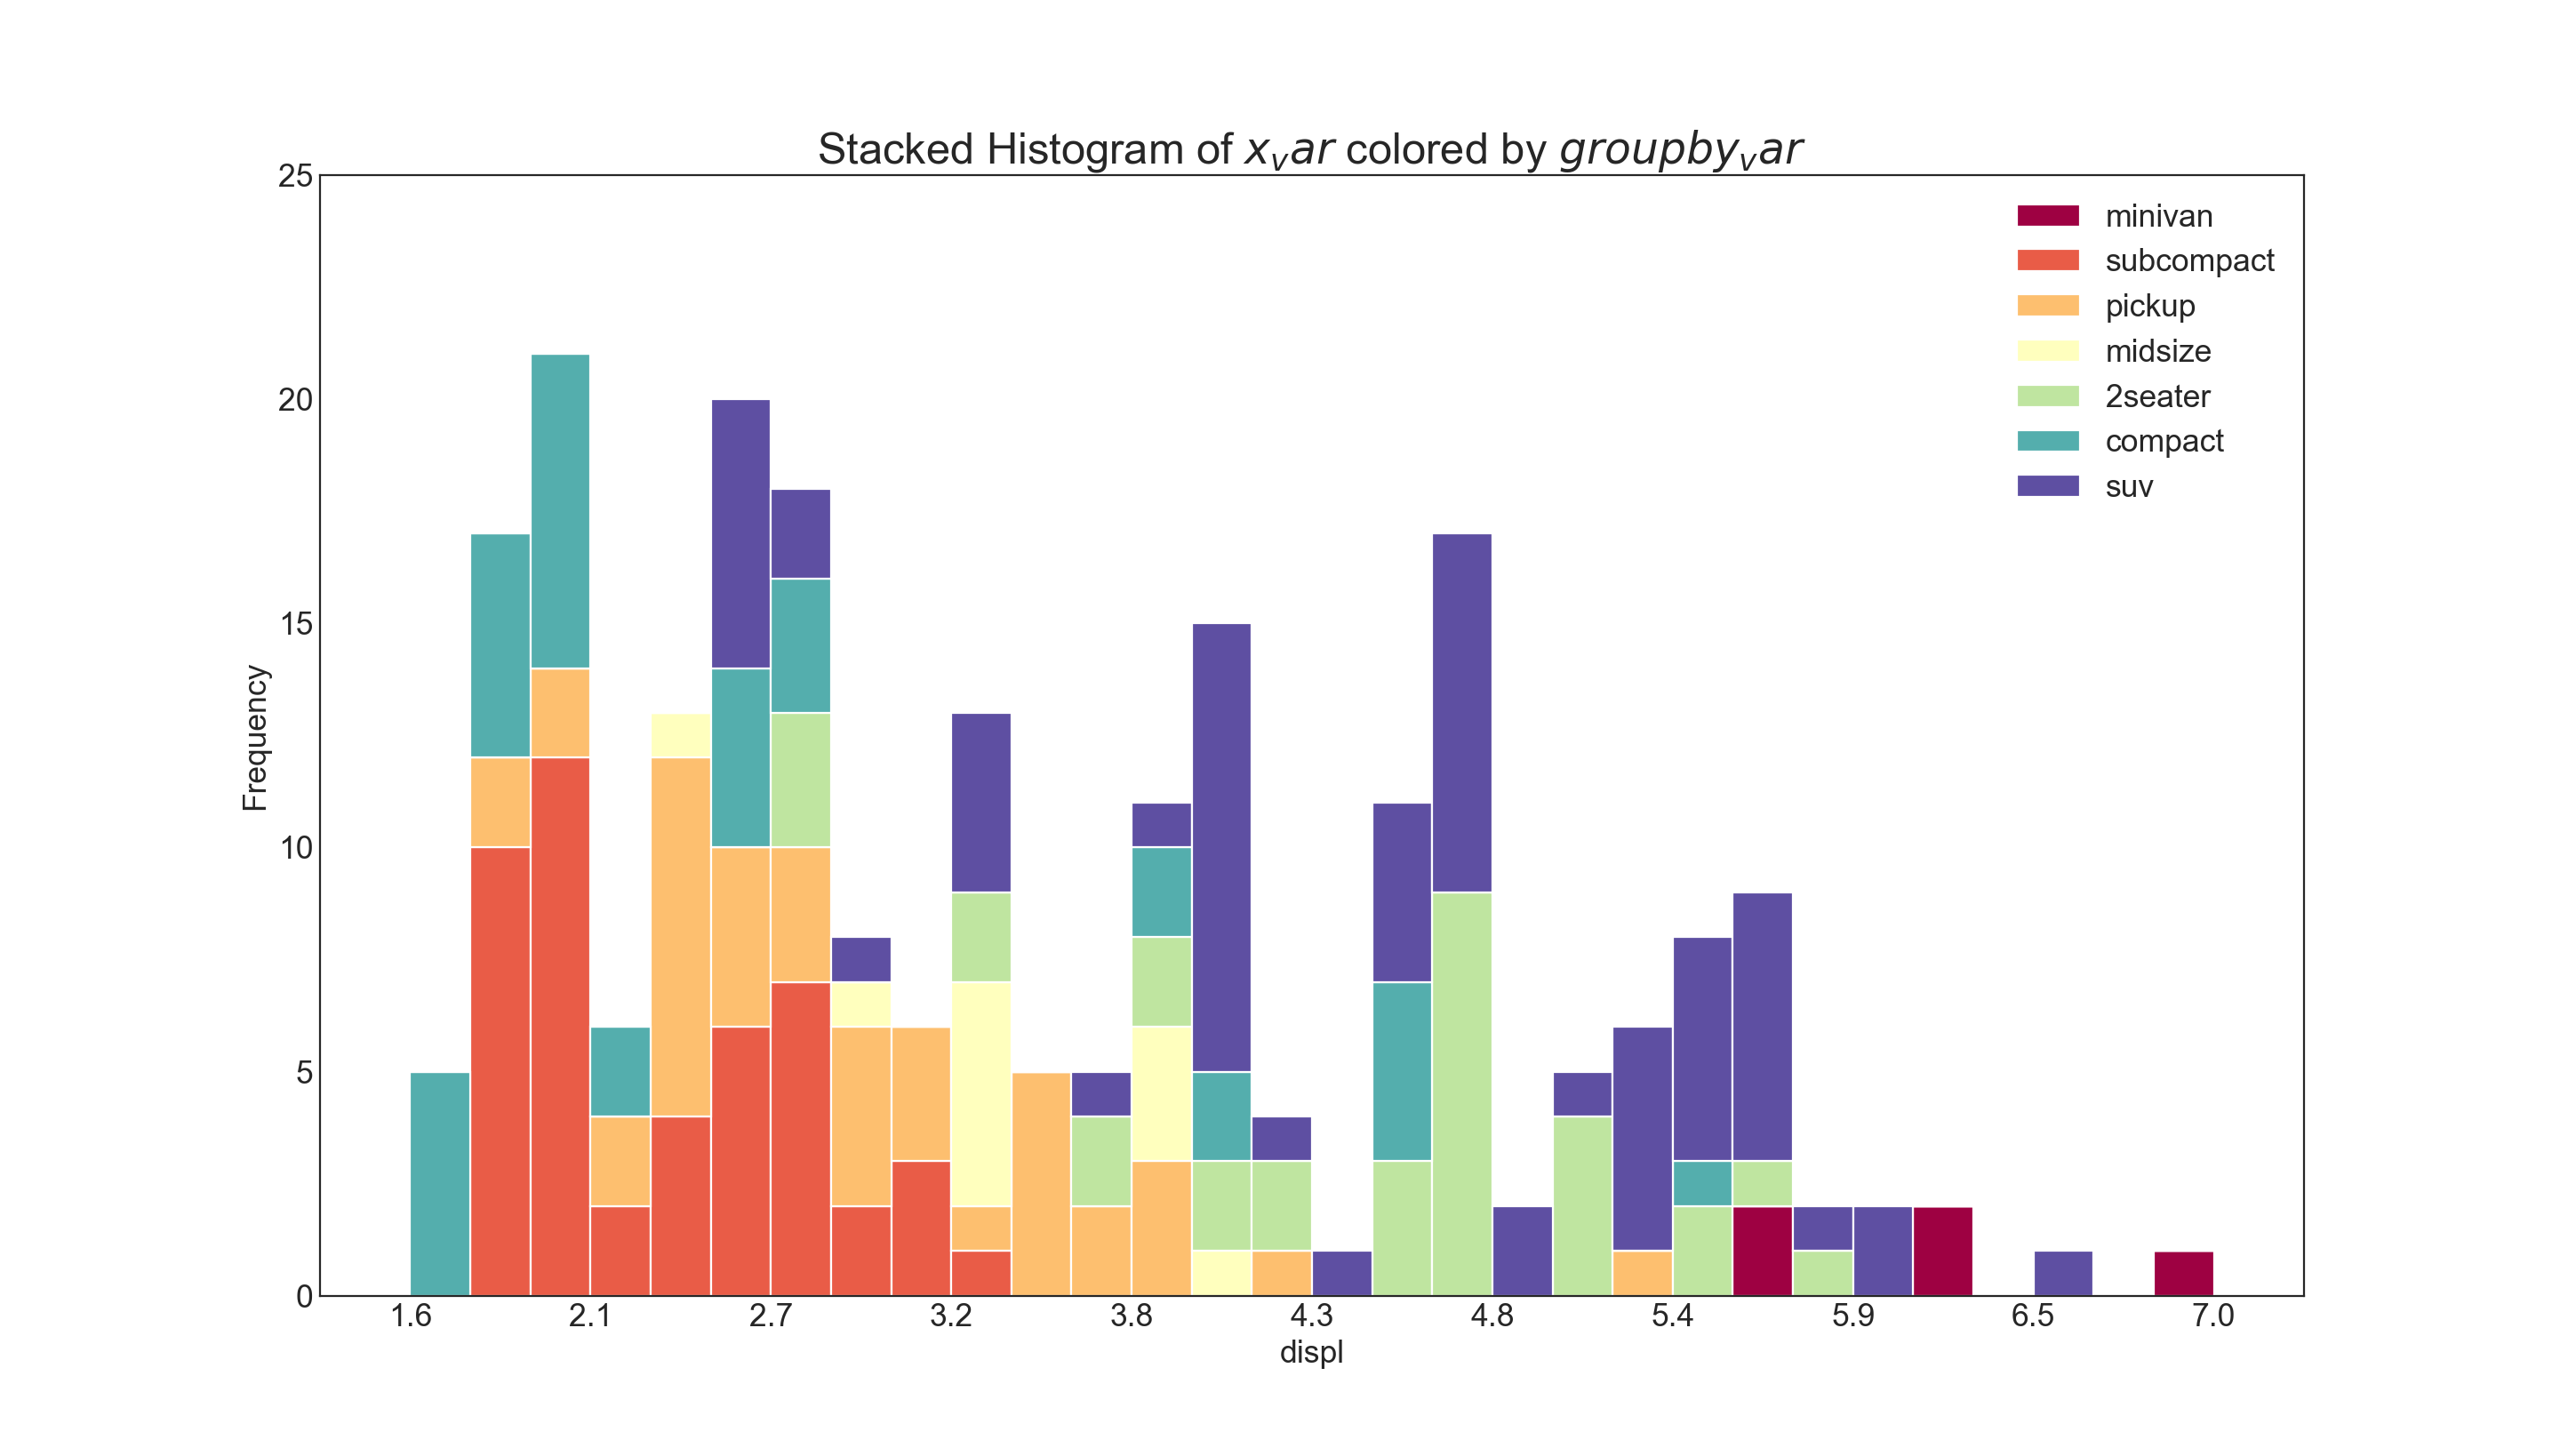 Stacked Histogram of x_var colored by groupby_var
25
20
15
10
5
0
Frequency
minivan
subcompact
pickup
midsize
2seater
compact
suv
1.6 2.1 2.7 3.2 3.8 4.3 4.8 5.4 5.9 6.5 7.0
displ